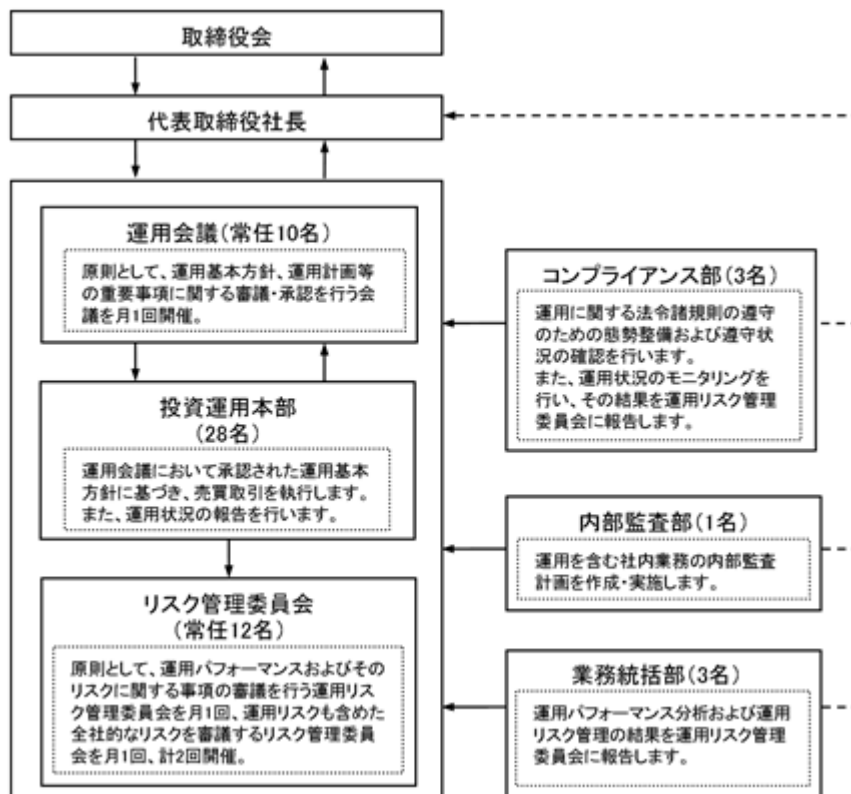 取締役会
代表取締役社長
運用会議(常任10名)
原則として、運用基本方針、運用計画等
の重要事項に関する審議・承認を行う会
議を月1回開催。
投資運用本部
(28名)
運用会議において承認された運用基本
方針に基づき、売買取引を執行します。
また、運用状況の報告を行います。
リスク管理委員会
(常任12名)
原則として、運用パフォーマンスおよびその
リスクに関する事項の審議を行う運用リス
ク管理委員会を月1回、運用リスクも含めた
全社的なリスクを審議するリスク管理委員
会を月1回、計2回開催。
コンプライアンス部(3名)
運用に関する法令諸規則の遵守
のための態勢整備および遵守状
況の確認を行います。
また、運用状況のモニタリングを
行い、その結果を運用リスク管理
委員会に報告します。
内部監査部(1名)
運用を含む社内業務の内部監査
計画を作成・実施します。
業務統括部(3名)
運用パフォーマンス分析および運用
リスク管理の結果を運用リスク管理
委員会に報告します。